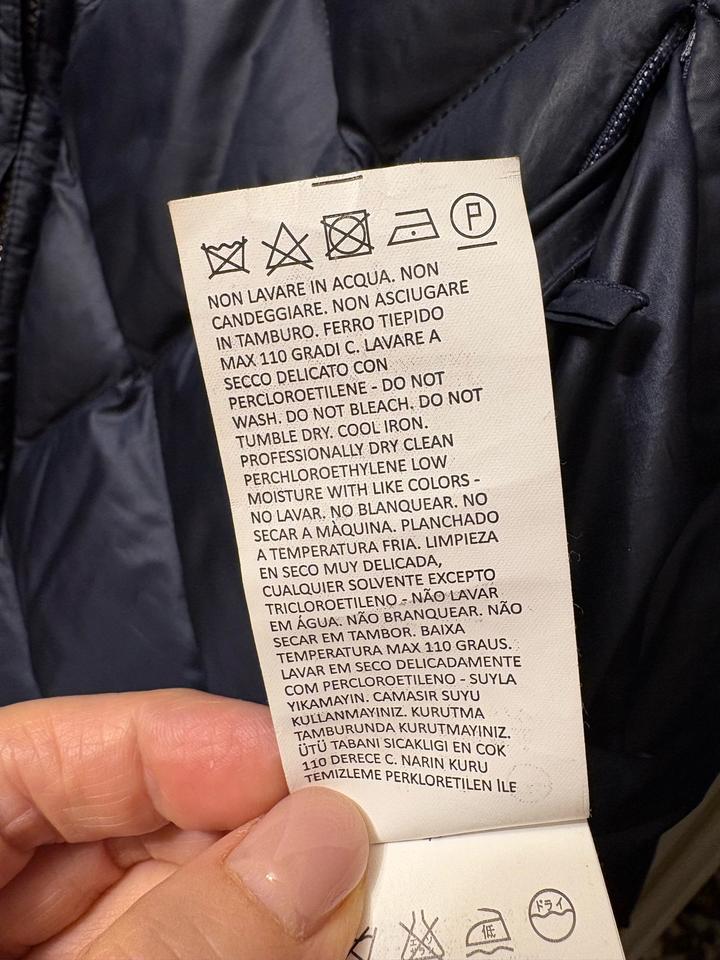 P
NON LAVARE IN ACQUA. NON
CANDEGGIARE. NON ASCIUGARE
IN TAMBURO. FERRO TIEPIDO
MAX 110 GRADI C. LAVARE A
SECCO DELICATO CON
PERCLOROETILENE - DO NOT
WASH. DO NOT BLEACH. DO NOT
TUMBLE DRY. COOL IRON.
PROFESSIONALLY DRY CLEAN
PERCHLOROETHYLENE LOW
MOISTURE WITH LIKE COLORS -
NO LAVAR. NO BLANQUEAR. NO
SECAR A MÀQUINA. PLANCHADO
A TEMPERATURA FRIA. LIMPIEZA
EN SECO MUY DELICADA,
CUALQUIER SOLVENTE EXCEPTO
TRICLOROETILENO - NÃO LAVAR
EM ÁGUA. NÃO BRANQUEAR. NÃO
SECAR EM TAMBOR. BAIXA
TEMPERATURA MAX 110 GRAUS.
LAVAR EM SECO DELICADAMENTE
COM PERCLOROETILENO - SUYLA
YIKAMAYIN. CAMASIR SUYU
KULLANMAYINIZ. KURUTMA
TAMBURUNDA KURUTMAYINIZ.
ÜTÜ TABANI SICAKLIGI EN COK
110 DERECE C. NARIN KURU
TEMIZLEME PERKLORETILEN İLE
低 ドライ